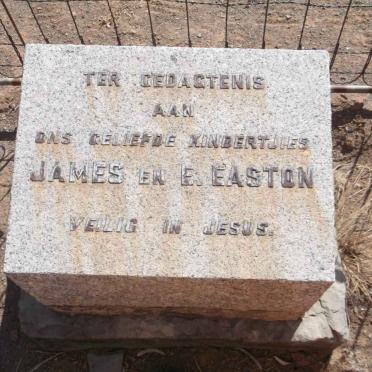 TER GEDAGTENIS
AAN
ONS GELIEFDE KINDERTJIES
JAMES EN E. EASTON
VEILIG IN JESUS.